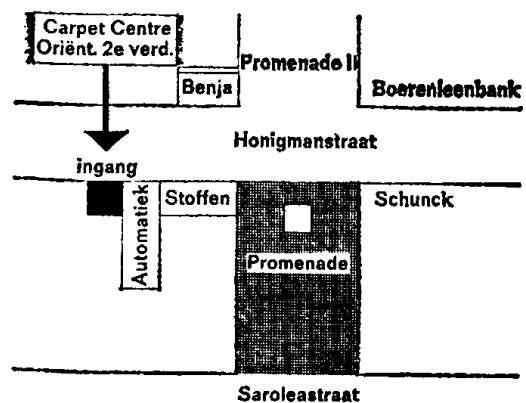 Carpet Centre
Oriënt. 2e verd.
Promenade II
Benja
Boerenleenbank
Honigmanstraat
ingang
Automatiek
Stoffen
Schunck
Promenade
Saroleastraat